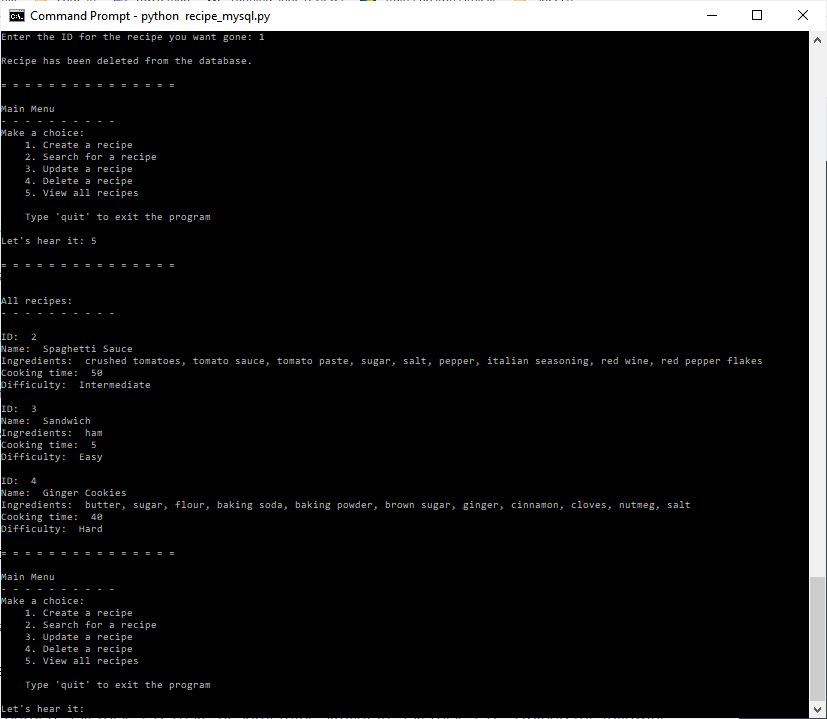 Command Prompt - python  recipe_mysql.py
Enter the ID for the recipe you want gone: 1
Recipe has been deleted from the database.
= = = = = = = = = = = = = = =
Main Menu
- - - - - - - - - -
Make a choice:
    1. Create a recipe
    2. Search for a recipe
    3. Update a recipe
    4. Delete a recipe
    5. View all recipes
    Type 'quit' to exit the program
Let's hear it: 5
= = = = = = = = = = = = = = =
All recipes:
- - - - - - - - - -
ID:  2
Name:  Spaghetti Sauce
Ingredients:  crushed tomatoes, tomato sauce, tomato paste, sugar, salt, pepper, italian seasoning, red wine, red pepper flakes
Cooking time:  50
Difficulty:  Intermediate
ID:  3
Name:  Sandwich
Ingredients:  ham
Cooking time:  5
Difficulty:  Easy
ID:  4
Name:  Ginger Cookies
Ingredients:  butter, sugar, flour, baking soda, baking powder, brown sugar, ginger, cinnamon, cloves, nutmeg, salt
Cooking time:  40
Difficulty:  Hard
= = = = = = = = = = = = = = =
Main Menu
- - - - - - - - - -
Make a choice:
    1. Create a recipe
    2. Search for a recipe
    3. Update a recipe
    4. Delete a recipe
    5. View all recipes
    Type 'quit' to exit the program
Let's hear it: